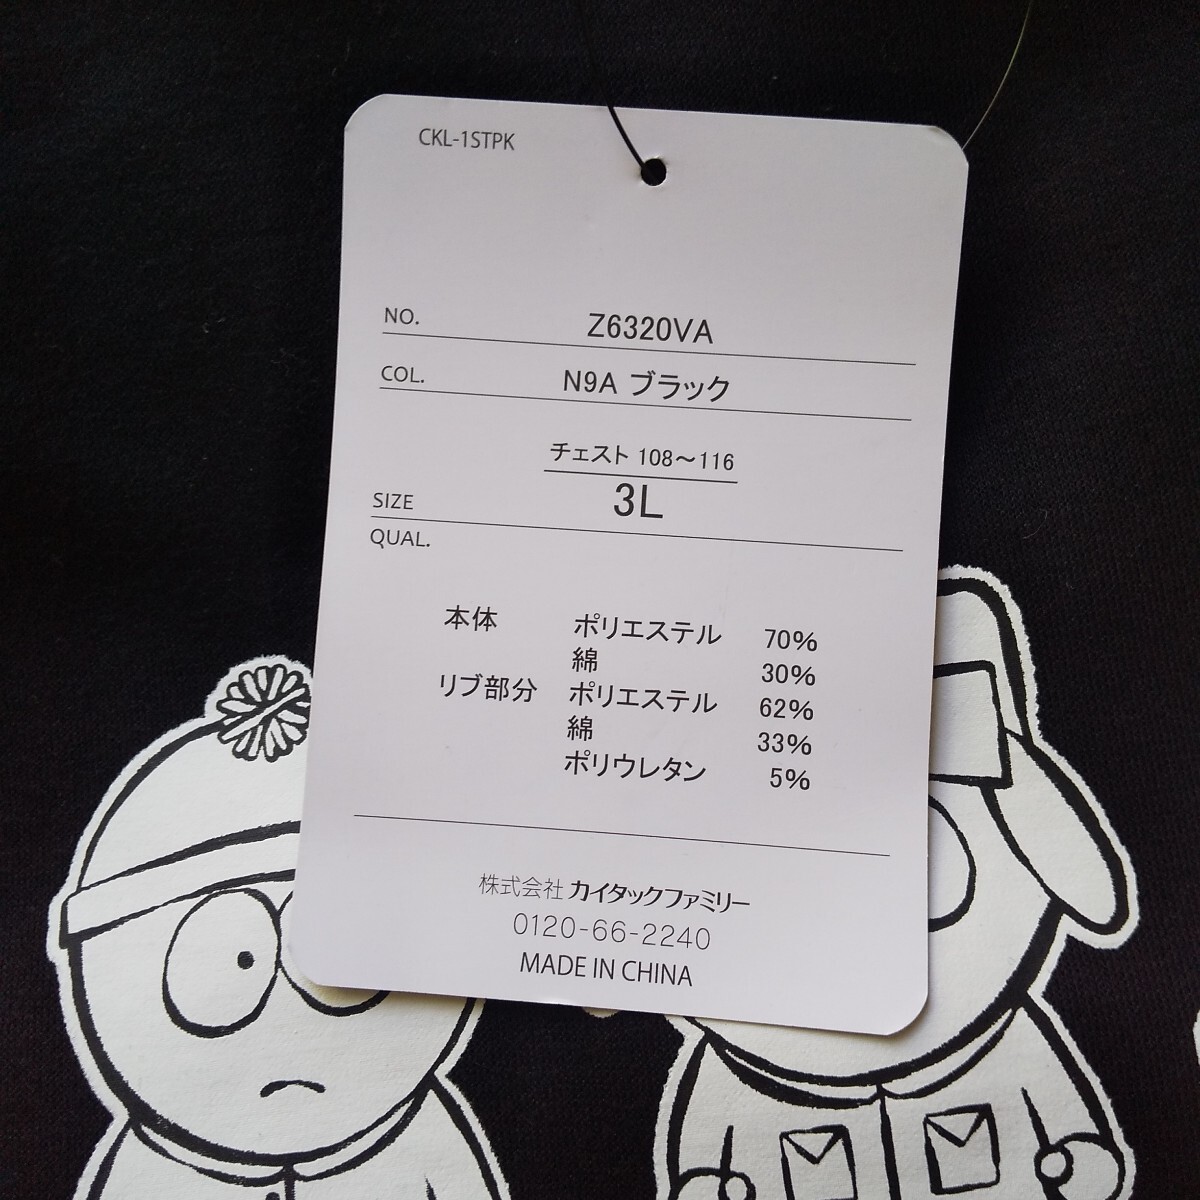 CKL-1STPK
NO. Z6320VA
COL. N9A ブラック
チェスト 108～116
SIZE 3L
QUAL.
本体 ポリエステル 70%
綿 30%
リブ部分 ポリエステル 62%
綿 33%
ポリウレタン 5%
株式会社 カイタックファミリー
0120-66-2240
MADE IN CHINA